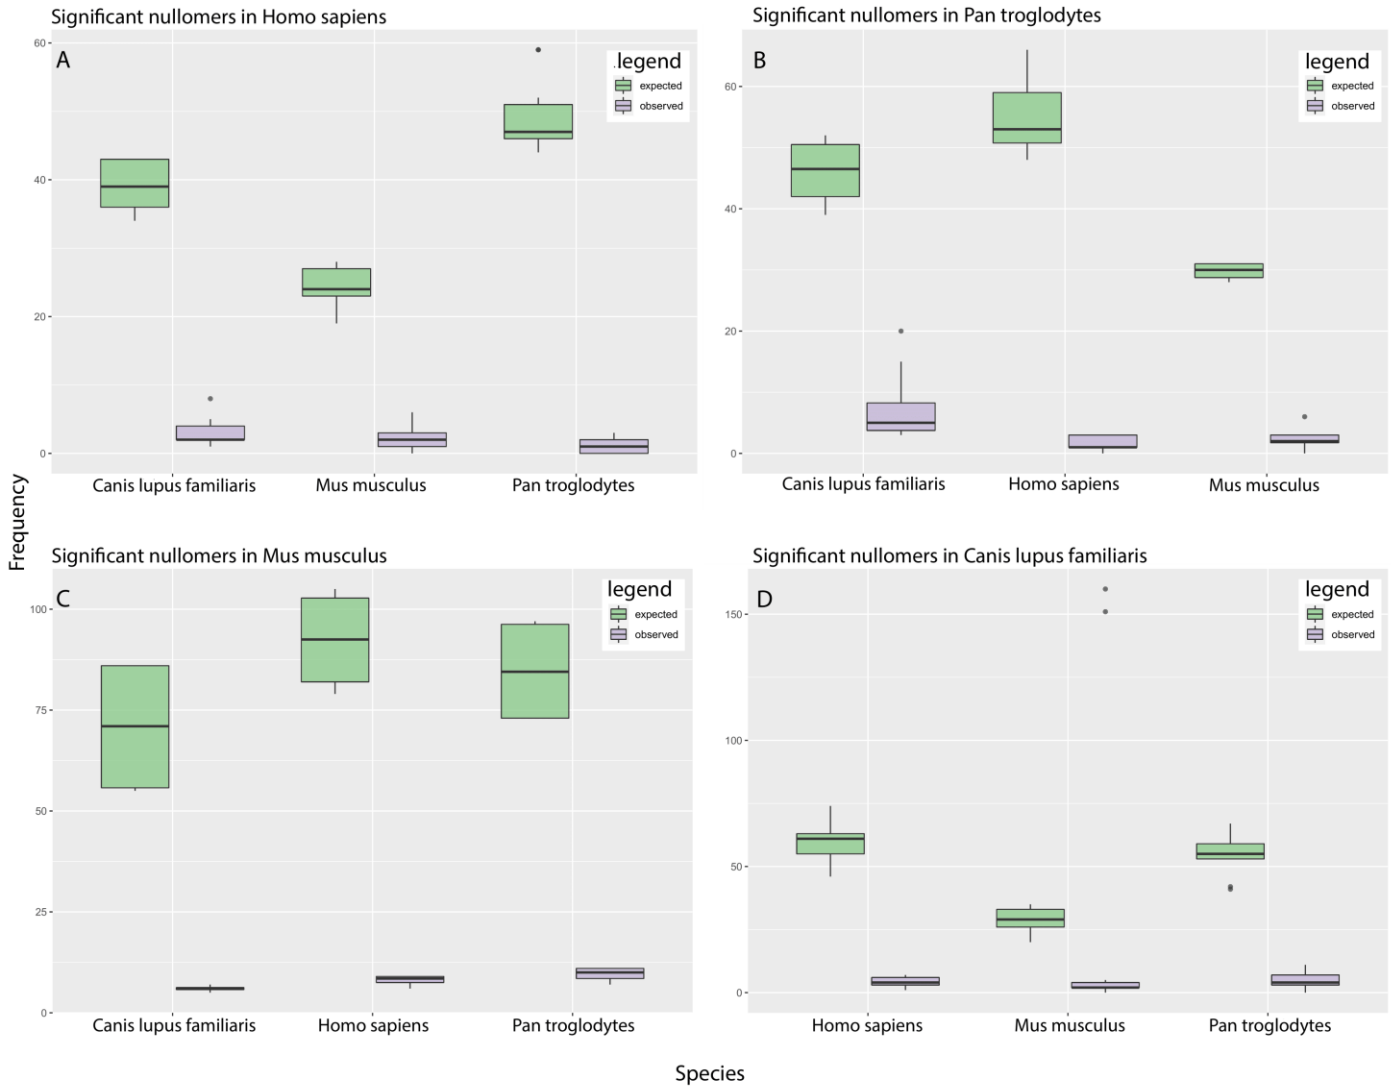 Significant nullomers in Homo sapiens
A
legend
expected
observed
60
40
20
0
Canis lupus familiaris
Mus musculus
Pan troglodytes
Significant nullomers in Pan troglodytes
B
legend
expected
observed
60
40
20
0
Canis lupus familiaris
Homo sapiens
Mus musculus
Frequency
Significant nullomers in Mus musculus
C
legend
expected
observed
100
75
50
25
0
Canis lupus familiaris
Homo sapiens
Pan troglodytes
Significant nullomers in Canis lupus familiaris
D
legend
expected
observed
150
100
50
0
Homo sapiens
Mus musculus
Pan troglodytes
Species